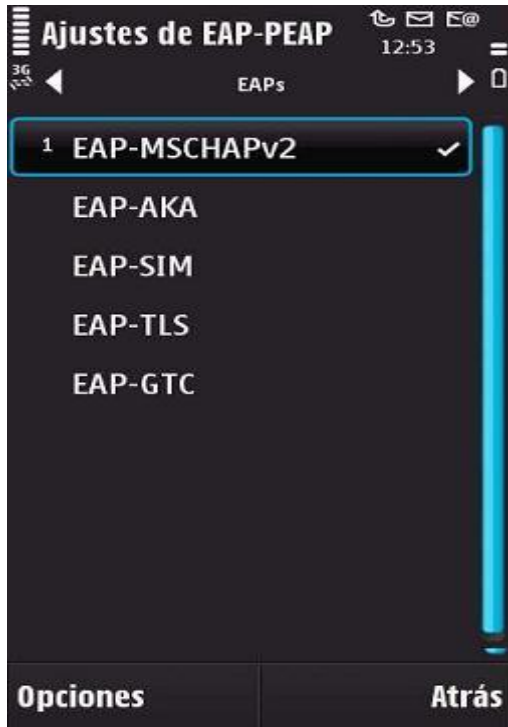 Ajustes de EAP-PEAP
12:53
3G
EAPs
1 EAP-MSCHAPv2
EAP-AKA
EAP-SIM
EAP-TLS
EAP-GTC
Opciones
Atrás